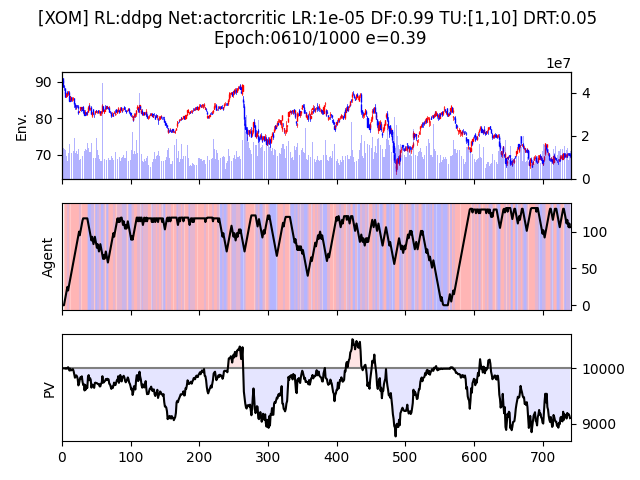 [XOM] RL:ddpg Net:actorcritic LR:1e-05 DF:0.99 TU:[1,10] DRT:0.05
Epoch:0610/1000 e=0.39
1e7
90
80
70
Env.
4
2
0
Agent
100
50
0
PV
10000
9000
0 100 200 300 400 500 600 700